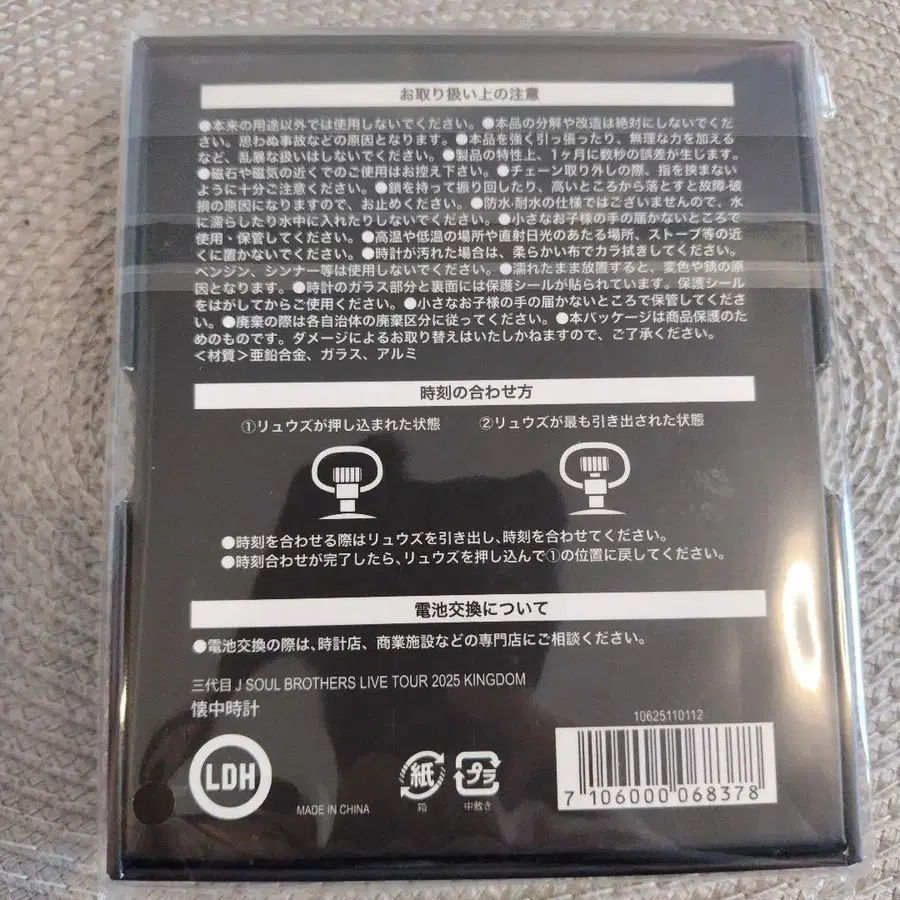 お取り扱い上の注意
●本来の用途以外では使用しないでください。●本品の分解や改造は絶対にしないでくだ
さい。思わぬ事故などの原因となります。●本品を強く引っ張ったり、無理な力を加える
など、乱暴な扱いはしないでください。●製品の特性上、1ヶ月に数秒の誤差が生じます。
●磁石や磁気の近くでのご使用はお控え下さい。●チェーン取り外しの際、指を挟まない
ように十分ご注意ください。●鎖を持って振り回したり、高いところから落とすと故障・破
損の原因になりますので、お止めください。●防水・耐水の仕様ではございませんので、水
に濡らしたり水中に入れたりしないでください。●小さなお子様の手の届かないところで
使用・保管してください。●高温や低温の場所や直射日光のあたる場所、ストーブ等の近
くに置かないでください。●時計が汚れた場合は、柔らかい布でカラ拭きしてください。
ベンジン、シンナー等は使用しないでください。●濡れたまま放置すると、変色や錆の原
因となります。●時計のガラス部分と裏面には保護シールが貼られています。保護シール
をはがしてからご使用ください。●小さなお子様の手の届かないところで保管してくださ
い。●廃棄の際は各自治体の廃棄区分に従ってください。●本パッケージは商品保護のた
めのものです。ダメージによるお取り替えはいたしかねますので、ご了承ください。
<材質>亜鉛合金、ガラス、アルミ
時刻の合わせ方
①リュウズが押し込まれた状態 ②リュウズが最も引き出された状態
●時刻を合わせる際はリュウズを引き出し、時刻を合わせてください。
●時刻合わせが完了したら、リュウズを押し込んで①の位置に戻してください。
電池交換について
●電池交換の際は、時計店、商業施設などの専門店にご相談ください。
三代目 J SOUL BROTHERS LIVE TOUR 2025 KINGDOM
懐中時計
10625110112
LDH
MADE IN CHINA
紙
箱
プラ
中敷き
7 106000 068378